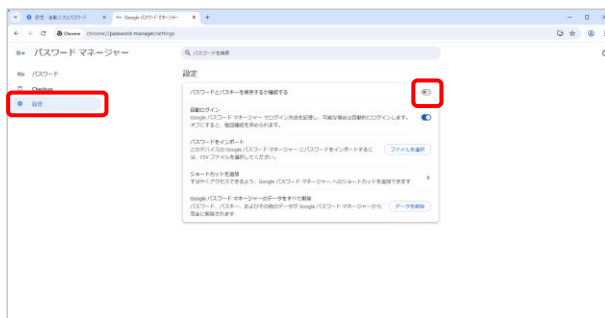 設定 - 自動入力とパスワード
Google パスワード マネージャー
Chrome
chrome://password-manager/settings
パスワード マネージャー
パスワードを検索
パスワード
Checkup
設定
設定
パスワードとパスキーを保存するか確認する
自動ログイン
Google パスワード マネージャー でログイン方法を記憶し、可能な場合は自動的にログインします。
オフにすると、毎回確認を求められます。
パスワードをインポート
このデバイスの Google パスワード マネージャー にパスワードをインポートするに
は、CSV ファイルを選択してください。
ファイルを選択
ショートカットを追加
すばやくアクセスできるよう、Google パスワード マネージャー へのショートカットを追加できます
Google パスワード マネージャーのデータをすべて削除
パスワード、パスキー、およびその他のデータが Google パスワード マネージャーから
完全に削除されます
データを削除